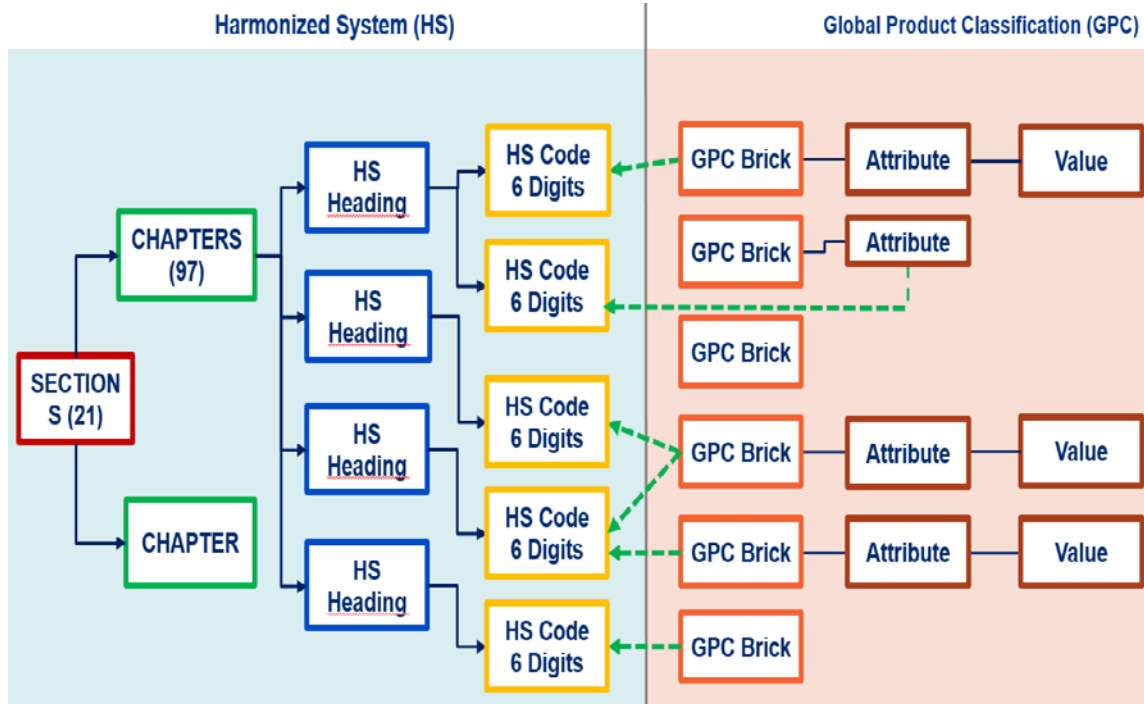 Harmonized System (HS)
Global Product Classification (GPC)
CHAPTERS
(97)
SECTION
S (21)
CHAPTER
HS
Heading
HS
Heading
HS
Heading
HS
Heading
HS Code
6 Digits
HS Code
6 Digits
HS Code
6 Digits
HS Code
6 Digits
HS Code
6 Digits
GPC Brick
Attribute
Value
GPC Brick
Attribute
GPC Brick
GPC Brick
Attribute
Value
GPC Brick
Attribute
Value
GPC Brick